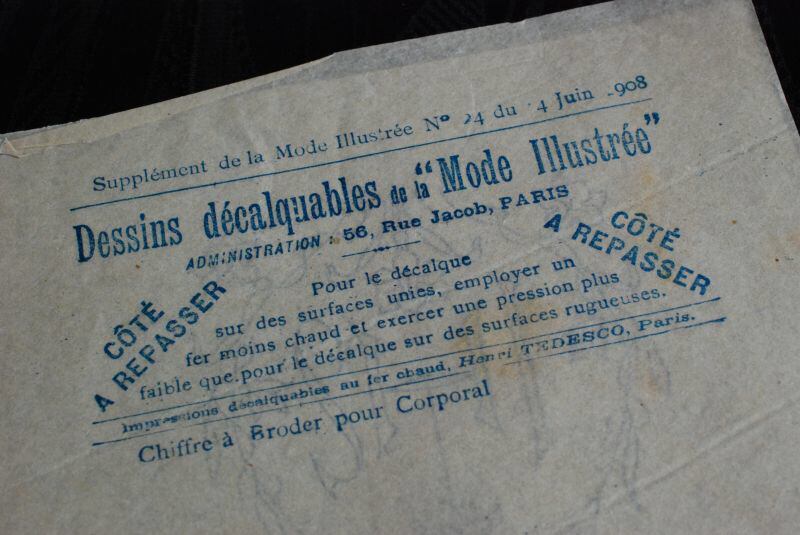 Supplément de la Mode Illustrée Nº 24 du 14 Juin 1908
Dessins décalquables de la "Mode Illustrée"
ADMINISTRATION : 56, Rue Jacob, PARIS
CÔTÉ
A REPASSER
CÔTÉ
A REPASSER
Pour le décalque
sur des surfaces unies, employer un
fer moins chaud et exercer une pression plus
faible que pour le décalque sur des surfaces rugueuses.
Impressions décalquables au fer chaud, Henri TEDESCO, Paris.
Chiffre à Broder pour Corporal